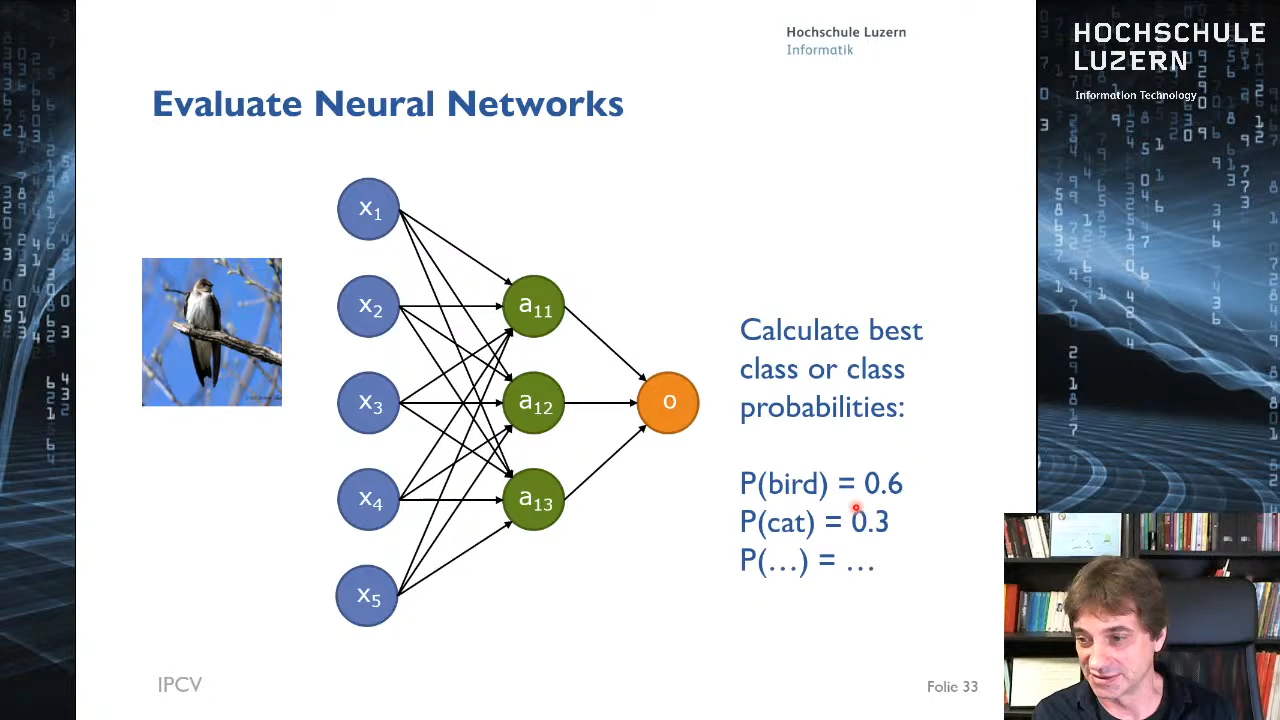 Hochschule Luzern
Informatik
HOCHSCHULE
LUZERN
Information Technology
Evaluate Neural Networks
x1
x2
x3
x4
x5
a11
a12
a13
o
Calculate best
class or class
probabilities:
P(bird) = 0.6
P(cat) = 0.3
P(…) = …
IPCV
Folie 33